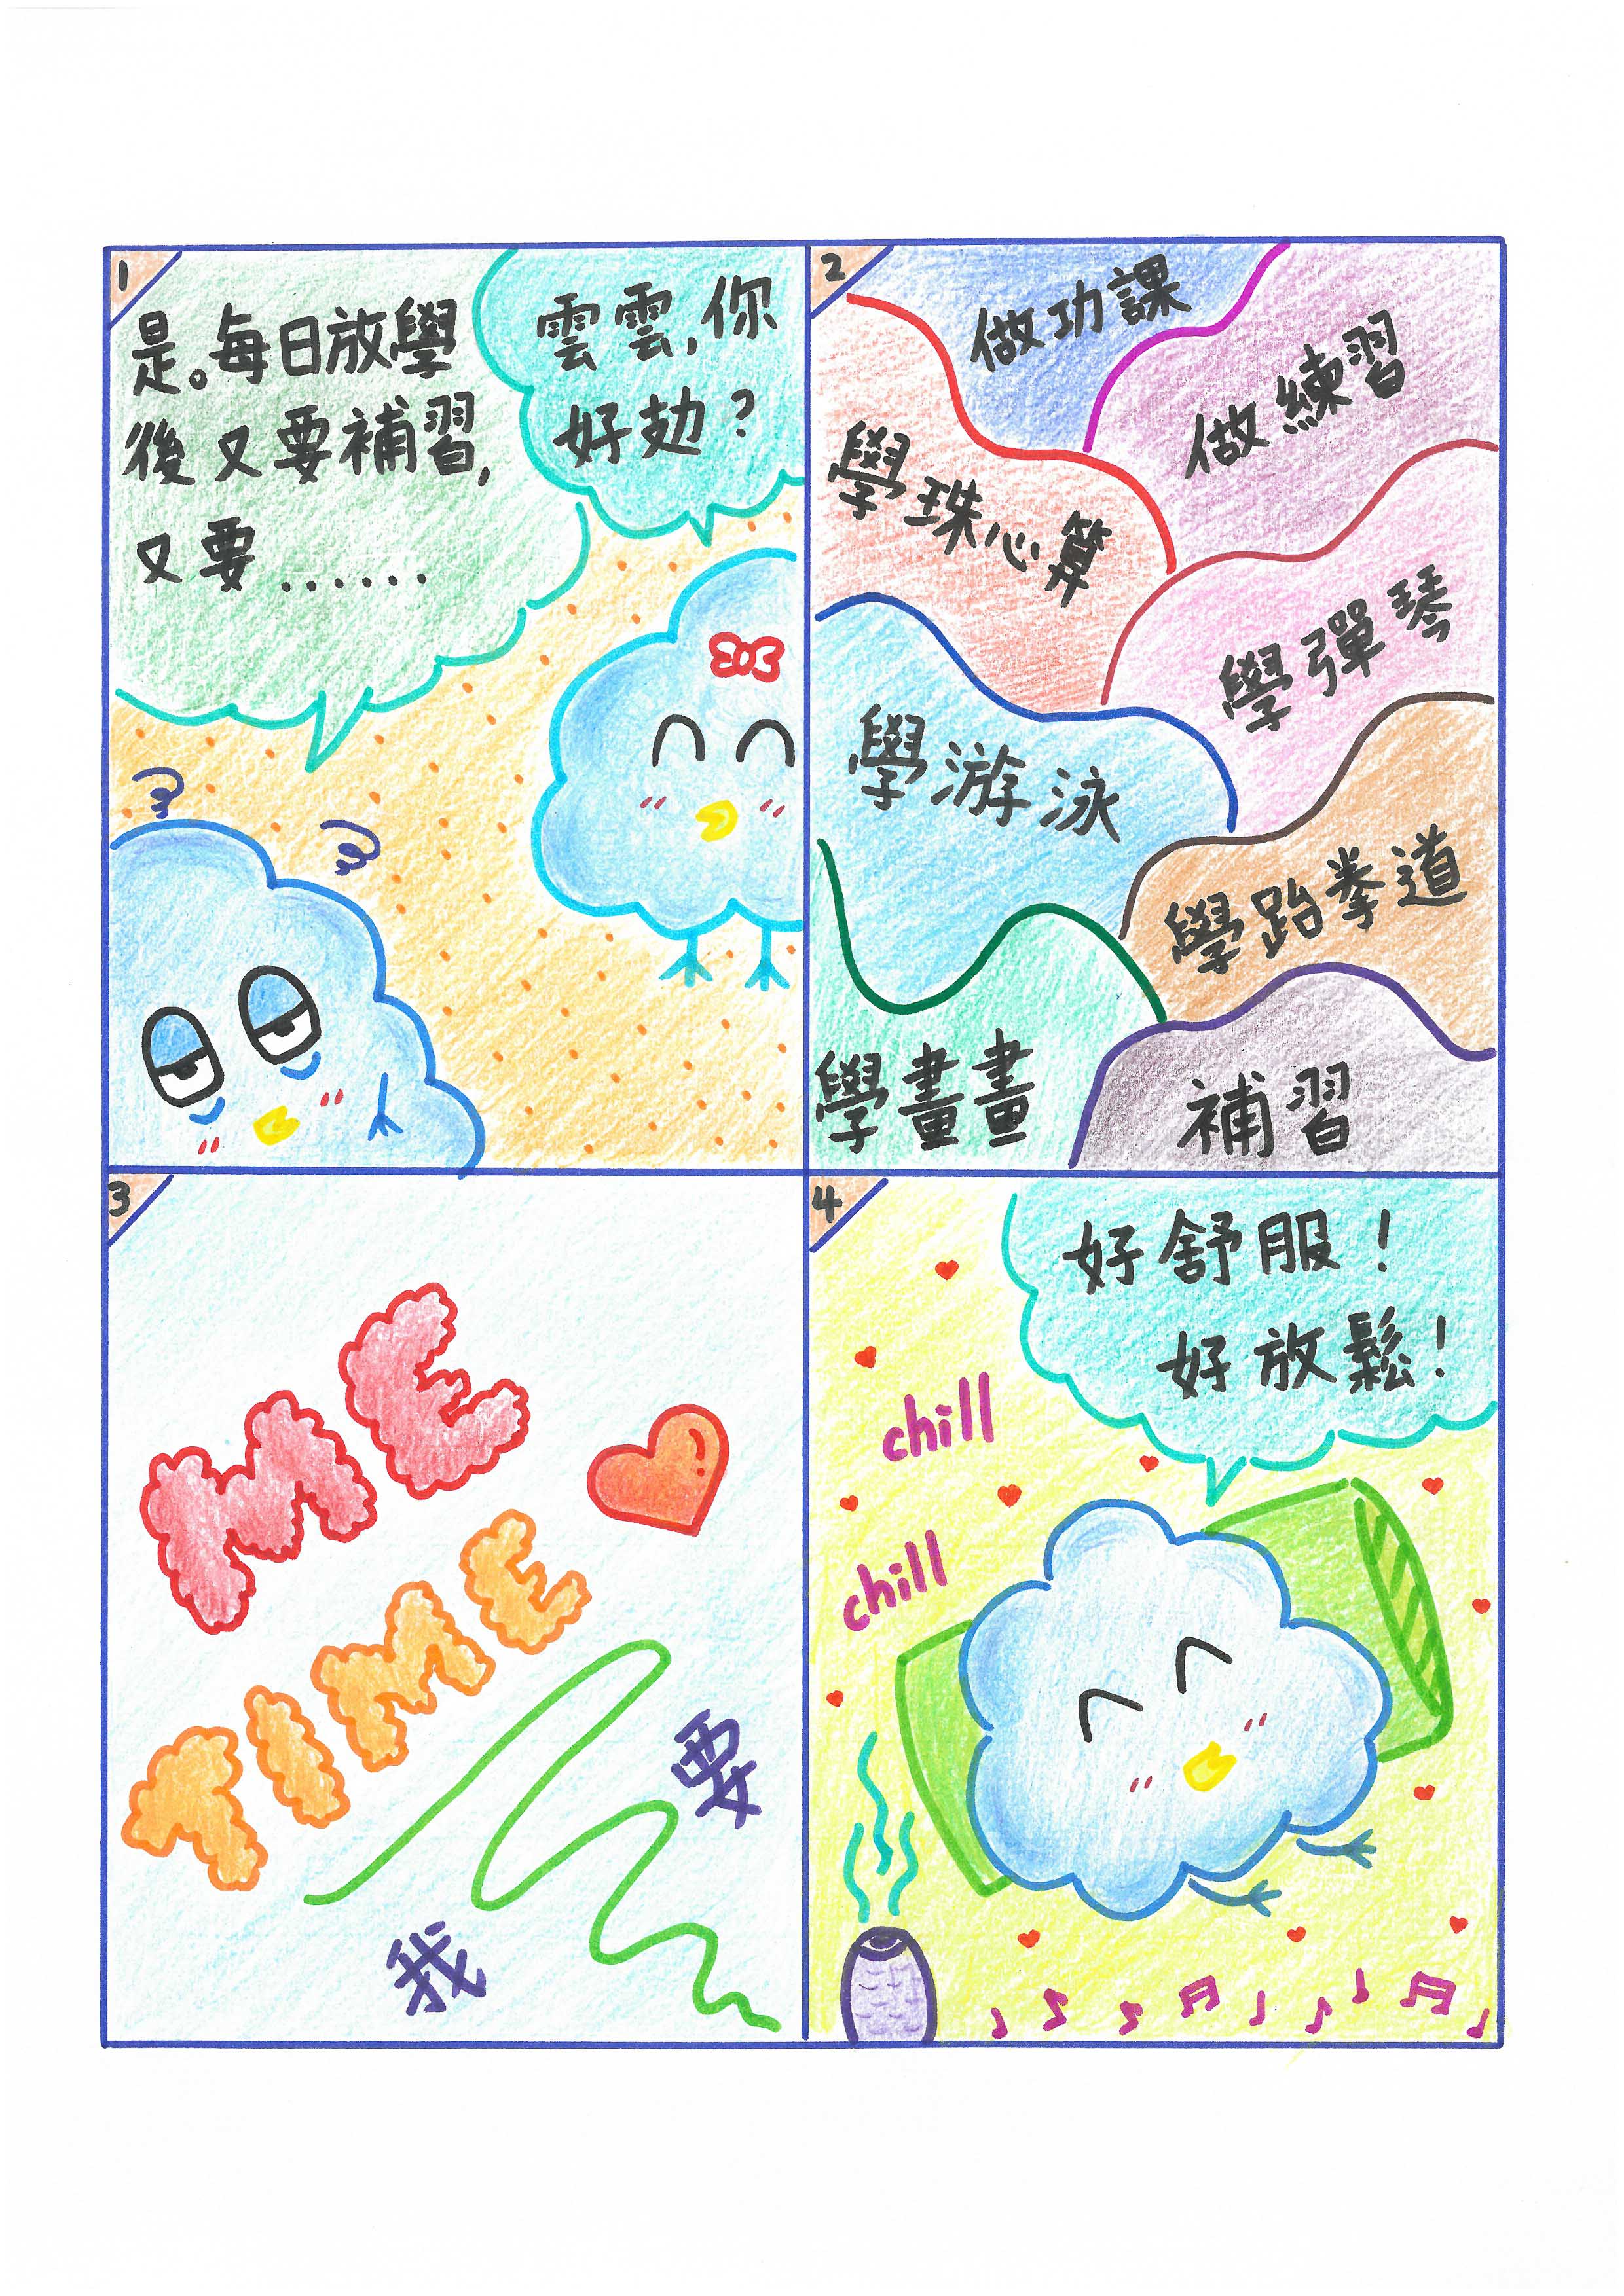 1
雲雲,你
好攰?
是。每日放學
後又要補習,
又要......
2
做功課
做練習
學珠心算
學彈琴
學游泳
學跆拳道
學畫畫
補習
3
我
要
ME
TIME
4
好舒服!
好放鬆!
chill
chill